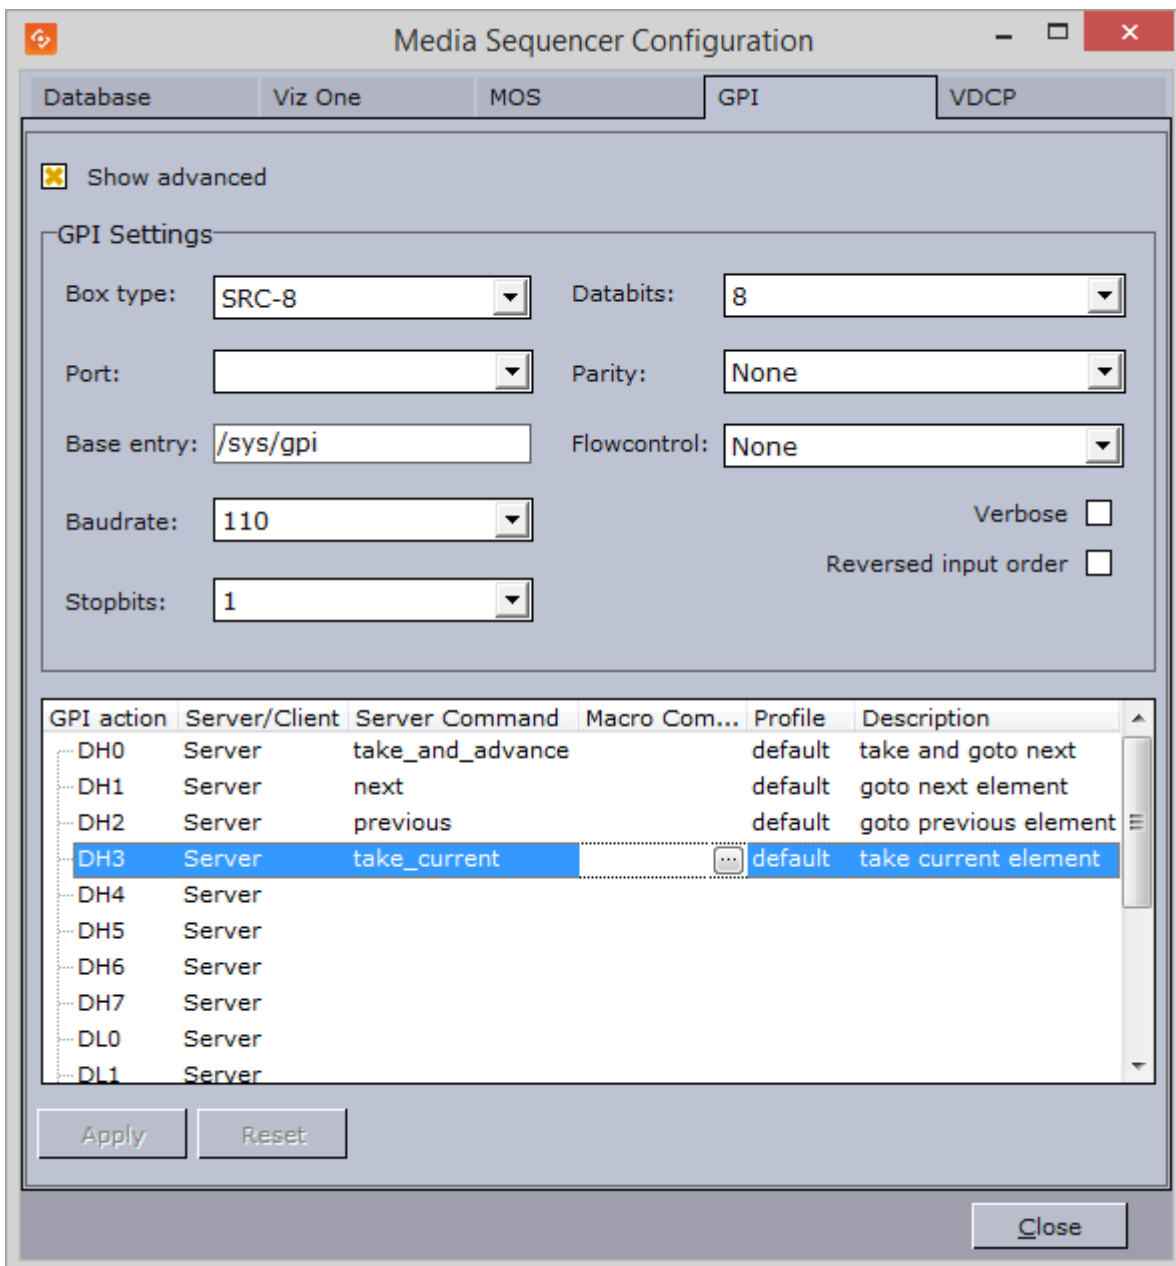 Media Sequencer Configuration
Database Viz One MOS GPI VDCP
Show advanced
GPI Settings
Box type: SRC-8 Databits: 8
Port: Parity: None
Base entry: /sys/gpi Flowcontrol: None
Baudrate: 110 Verbose
Reversed input order
Stopbits: 1
GPI action Server/Client Server Command Macro Com... Profile Description
DH0 Server take_and_advance default take and goto next
DH1 Server next default goto next element
DH2 Server previous default goto previous element
DH3 Server take_current ... default take current element
DH4 Server
DH5 Server
DH6 Server
DH7 Server
DL0 Server
DL1 Server
Apply Reset
Close